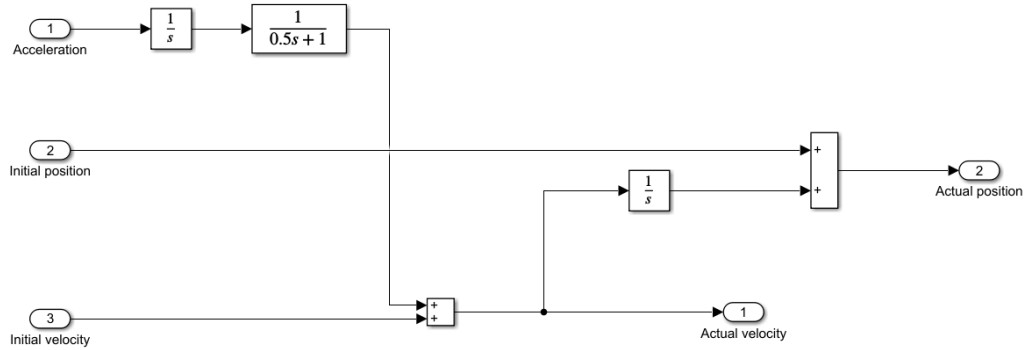 1
Acceleration
1
s
1
0.5s + 1
2
Initial position
+
+
1
s
2
Actual position
3
Initial velocity
+
+
1
Actual velocity